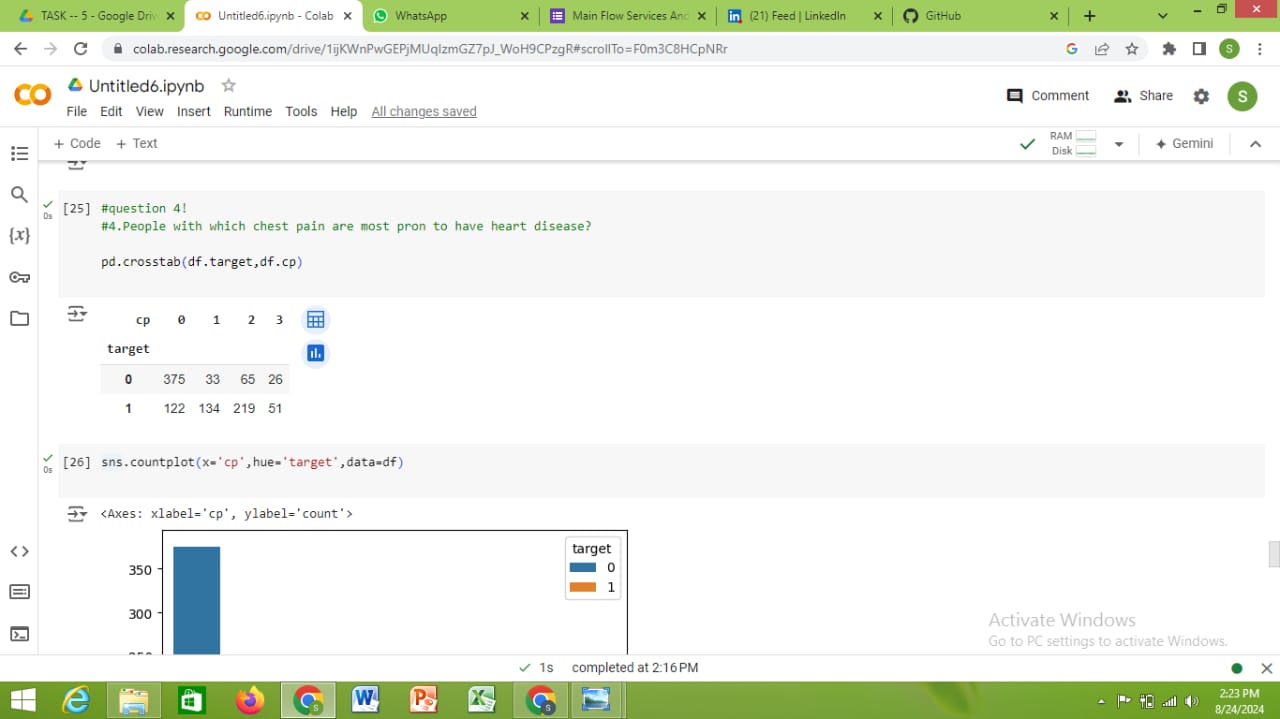 TASK -- 5 - Google Driv
Untitled6.ipynb - Colab
WhatsApp
Main Flow Services And
(21) Feed | LinkedIn
GitHub
colab.research.google.com/drive/1ijKWnPwGEPjMUqIzmGZ7pJ_WoH9CPzgR#scrollTo=F0m3C8HCpNRr
S
Untitled6.ipynb
File Edit View Insert Runtime Tools Help All changes saved
Comment Share S
+ Code + Text
RAM
Disk
Gemini
[25] #question 4!
0s
#4.People with which chest pain are most pron to have heart disease?
pd.crosstab(df.target,df.cp)
cp 0 1 2 3
target
0 375 33 65 26
1 122 134 219 51
[26] sns.countplot(x='cp',hue='target',data=df)
0s
<Axes: xlabel='cp', ylabel='count'>
target
0
1
350
300
Activate Windows
Go to PC settings to activate Windows.
1s completed at 2:16 PM
2:23 PM
8/24/2024